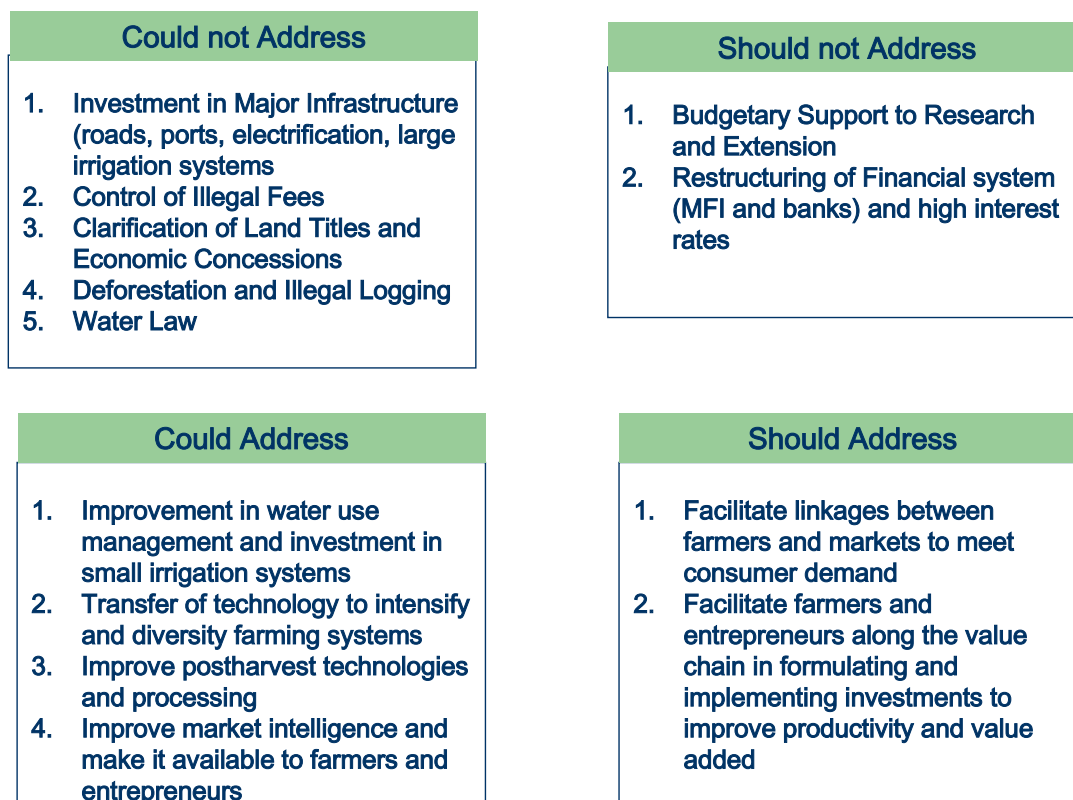 Could not Address
1. Investment in Major Infrastructure
(roads, ports, electrification, large
irrigation systems
2. Control of Illegal Fees
3. Clarification of Land Titles and
Economic Concessions
4. Deforestation and Illegal Logging
5. Water Law
Should not Address
1. Budgetary Support to Research
and Extension
2. Restructuring of Financial system
(MFI and banks) and high interest
rates
Could Address
1. Improvement in water use
management and investment in
small irrigation systems
2. Transfer of technology to intensify
and diversity farming systems
3. Improve postharvest technologies
and processing
4. Improve market intelligence and
make it available to farmers and
entrepreneurs
Should Address
1. Facilitate linkages between
farmers and markets to meet
consumer demand
2. Facilitate farmers and
entrepreneurs along the value
chain in formulating and
implementing investments to
improve productivity and value
added